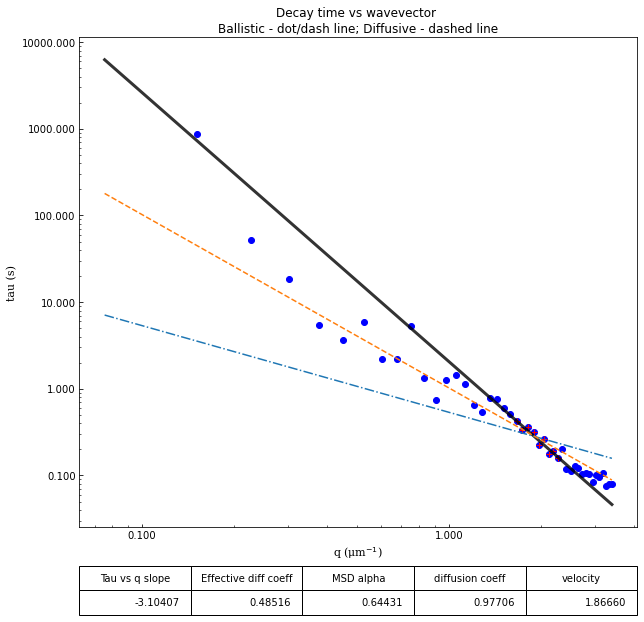 Decay time vs wavevector
Ballistic - dot/dash line; Diffusive - dashed line
10000.000
1000.000
100.000
10.000
1.000
0.100
tau (s)
0.100 1.000
q (μm⁻¹)
Tau vs q slope Effective diff coeff MSD alpha diffusion coeff velocity
-3.10407 0.48516 0.64431 0.97706 1.86660